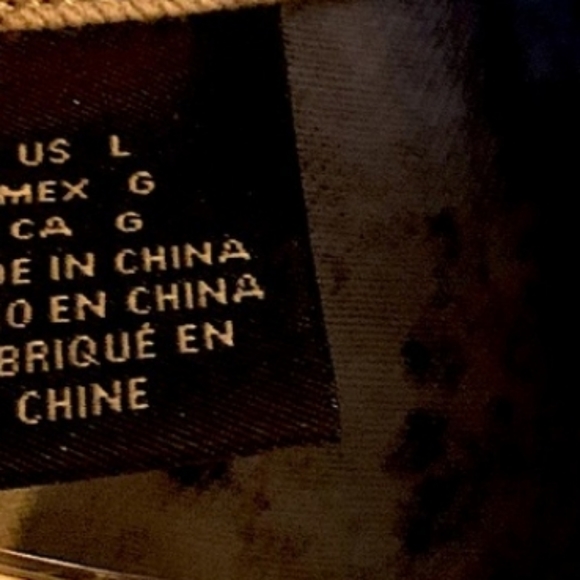 US L
MEX G
CA G
DE IN CHINA
O EN CHINA
BRIQUÉ EN
CHINE